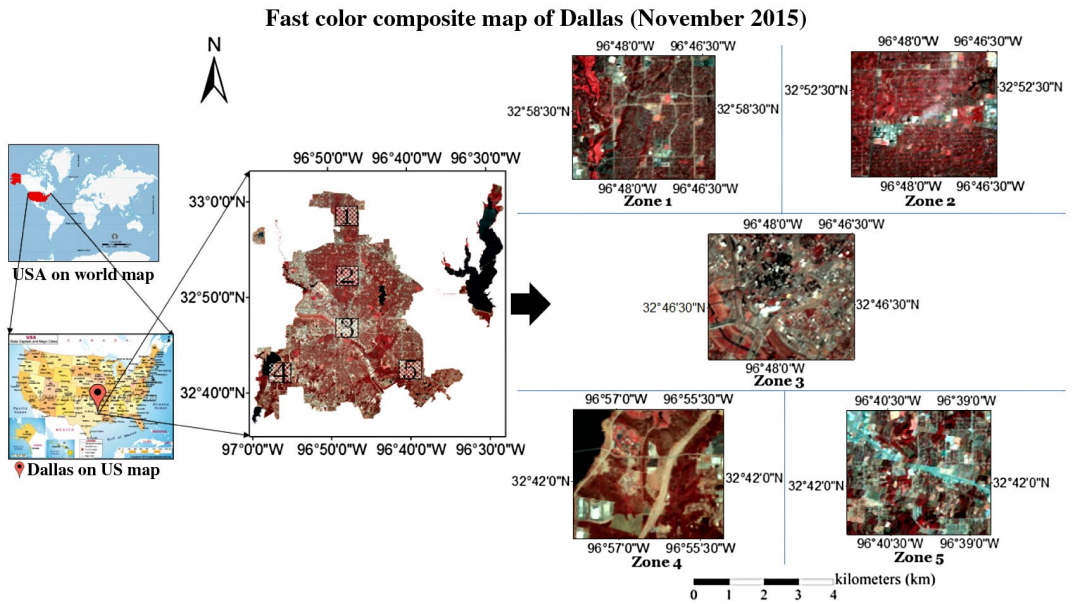 Fast color composite map of Dallas (November 2015)
N
USA on world map
USA
MEXICO
Dallas on US map
96°50'0"W 96°40'0"W 96°30'0"W
33°0'0"N
32°50'0"N
32°40'0"N
97°0'0"W 96°50'0"W 96°40'0"W 96°30'0"W
1
2
3
4
5
96°48'0"W 96°46'30"W
32°58'30"N 32°58'30"N
96°48'0"W 96°46'30"W
Zone 1
96°48'0"W 96°46'30"W
32°52'30"N 32°52'30"N
96°48'0"W 96°46'30"W
Zone 2
96°48'0"W 96°46'30"W
32°46'30"N 32°46'30"N
96°48'0"W
Zone 3
96°57'0"W 96°55'30"W
32°42'0"N 32°42'0"N
96°57'0"W 96°55'30"W
Zone 4
96°40'30"W 96°39'0"W
32°42'0"N 32°42'0"N
96°40'30"W 96°39'0"W
Zone 5
kilometers (km)
0 1 2 3 4